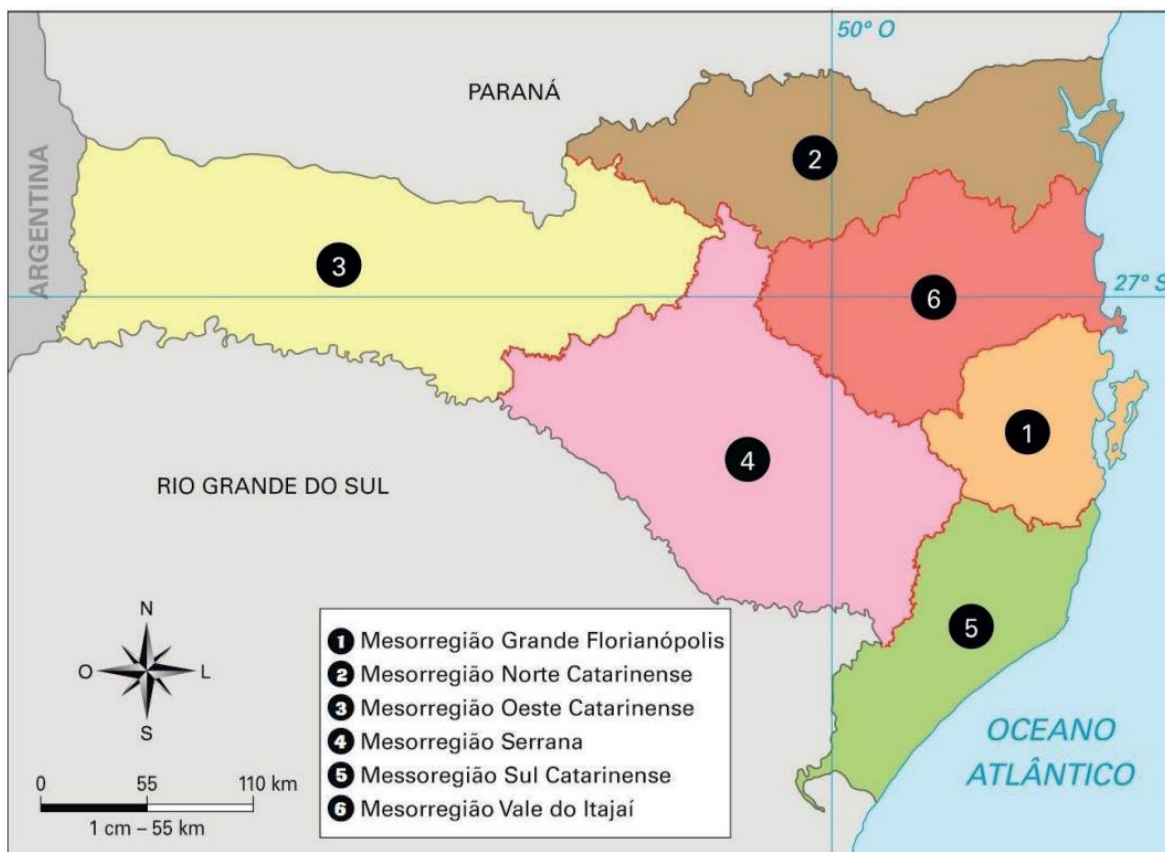 50° O
PARANÁ
2
ARGENTINA
3
27° S
6
1
4
RIO GRANDE DO SUL
5
N
O
L
S
0 55 110 km
1 cm – 55 km
1 Mesorregião Grande Florianópolis
2 Mesorregião Norte Catarinense
3 Mesorregião Oeste Catarinense
4 Mesorregião Serrana
5 Messoregião Sul Catarinense
6 Mesorregião Vale do Itajaí
OCEANO
ATLÂNTICO